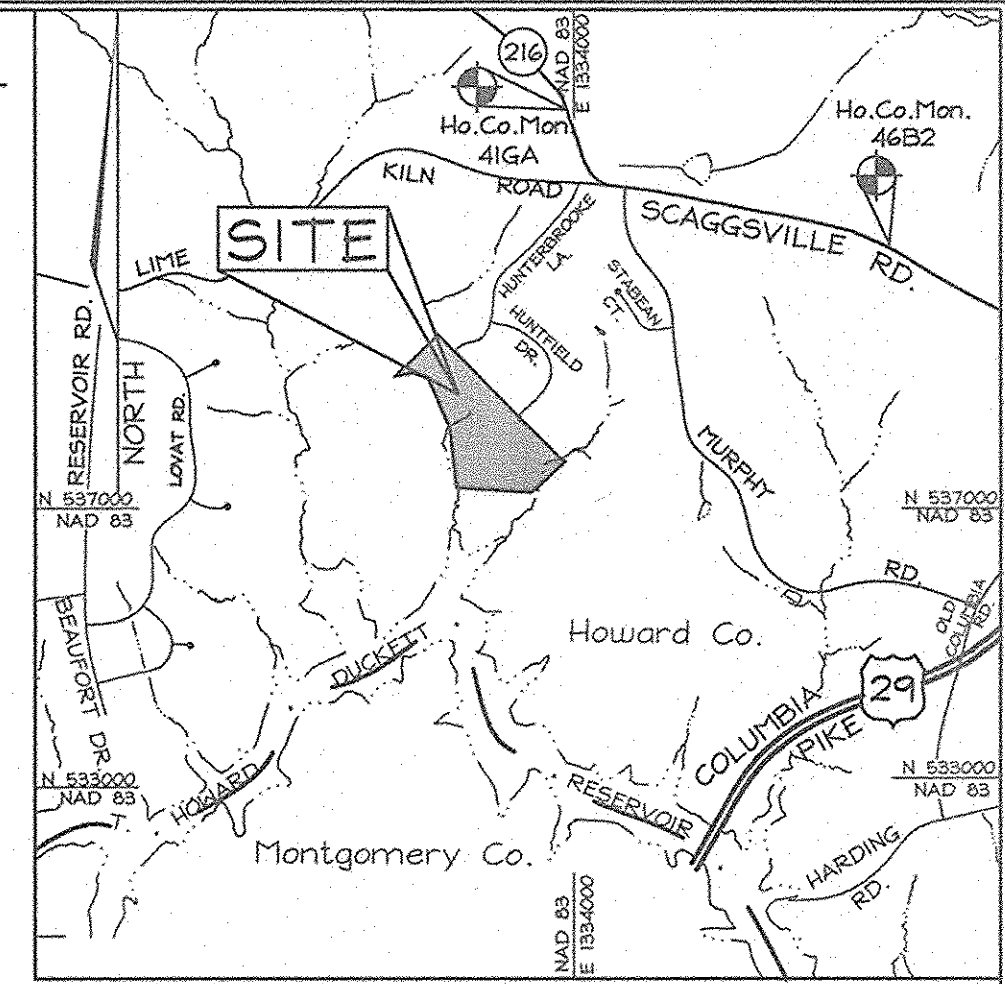 216
NAD 83
E 1334000
Ho.Co.Mon.
41GA
Ho.Co.Mon.
46B2
KILN
ROAD
SCAGGSVILLE
RD.
SITE
LIME
HUNTERBROOKE
LA.
STABEAN
CT.
HUNTFIELD
DR.
RESERVOIR RD.
NORTH
LOVAT RD.
MURPHY
RD.
N 537000
NAD 83
N 537000
NAD 83
BEAUFORT DR
OLD
COLUMBIA
RD.
Howard Co.
DUCKETT
29
COLUMBIA
PIKE
N 533000
NAD 83
N 533000
NAD 83
HOWARD
T
RESERVOIR
Montgomery Co.
HARDING
RD.
NAD 83
E 1334000